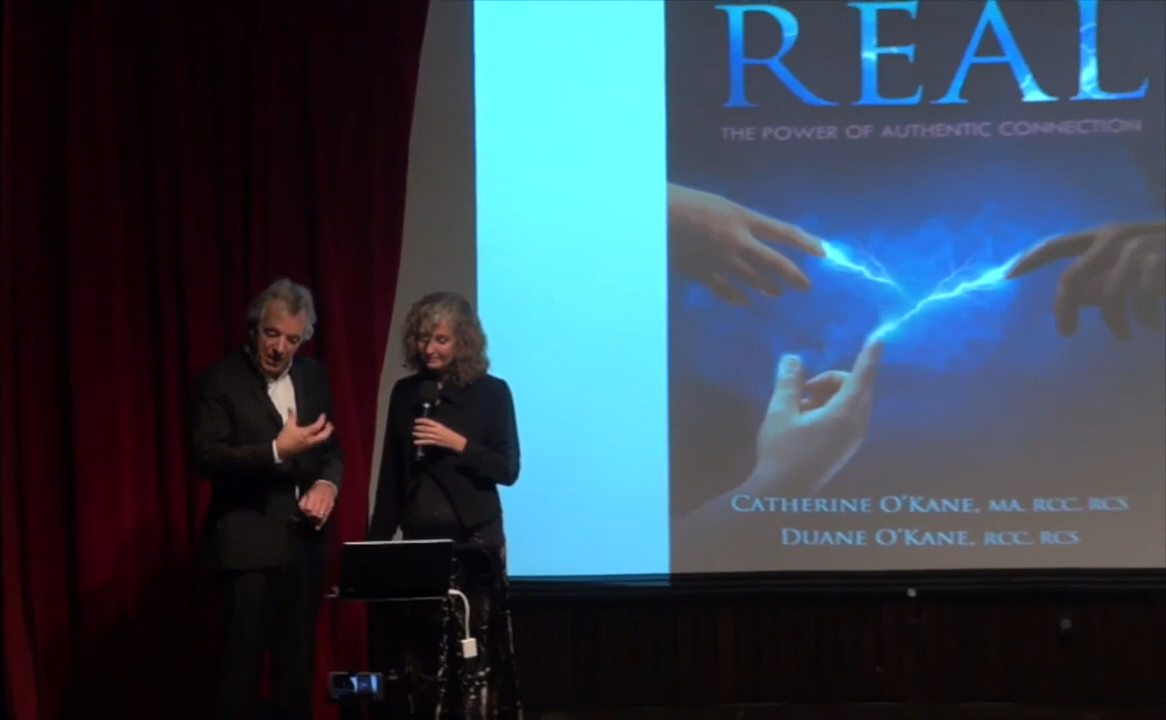 REAL
THE POWER OF AUTHENTIC CONNECTION
CATHERINE O'KANE, MA. RCC. RCS
DUANE O'KANE, RCC. RCS